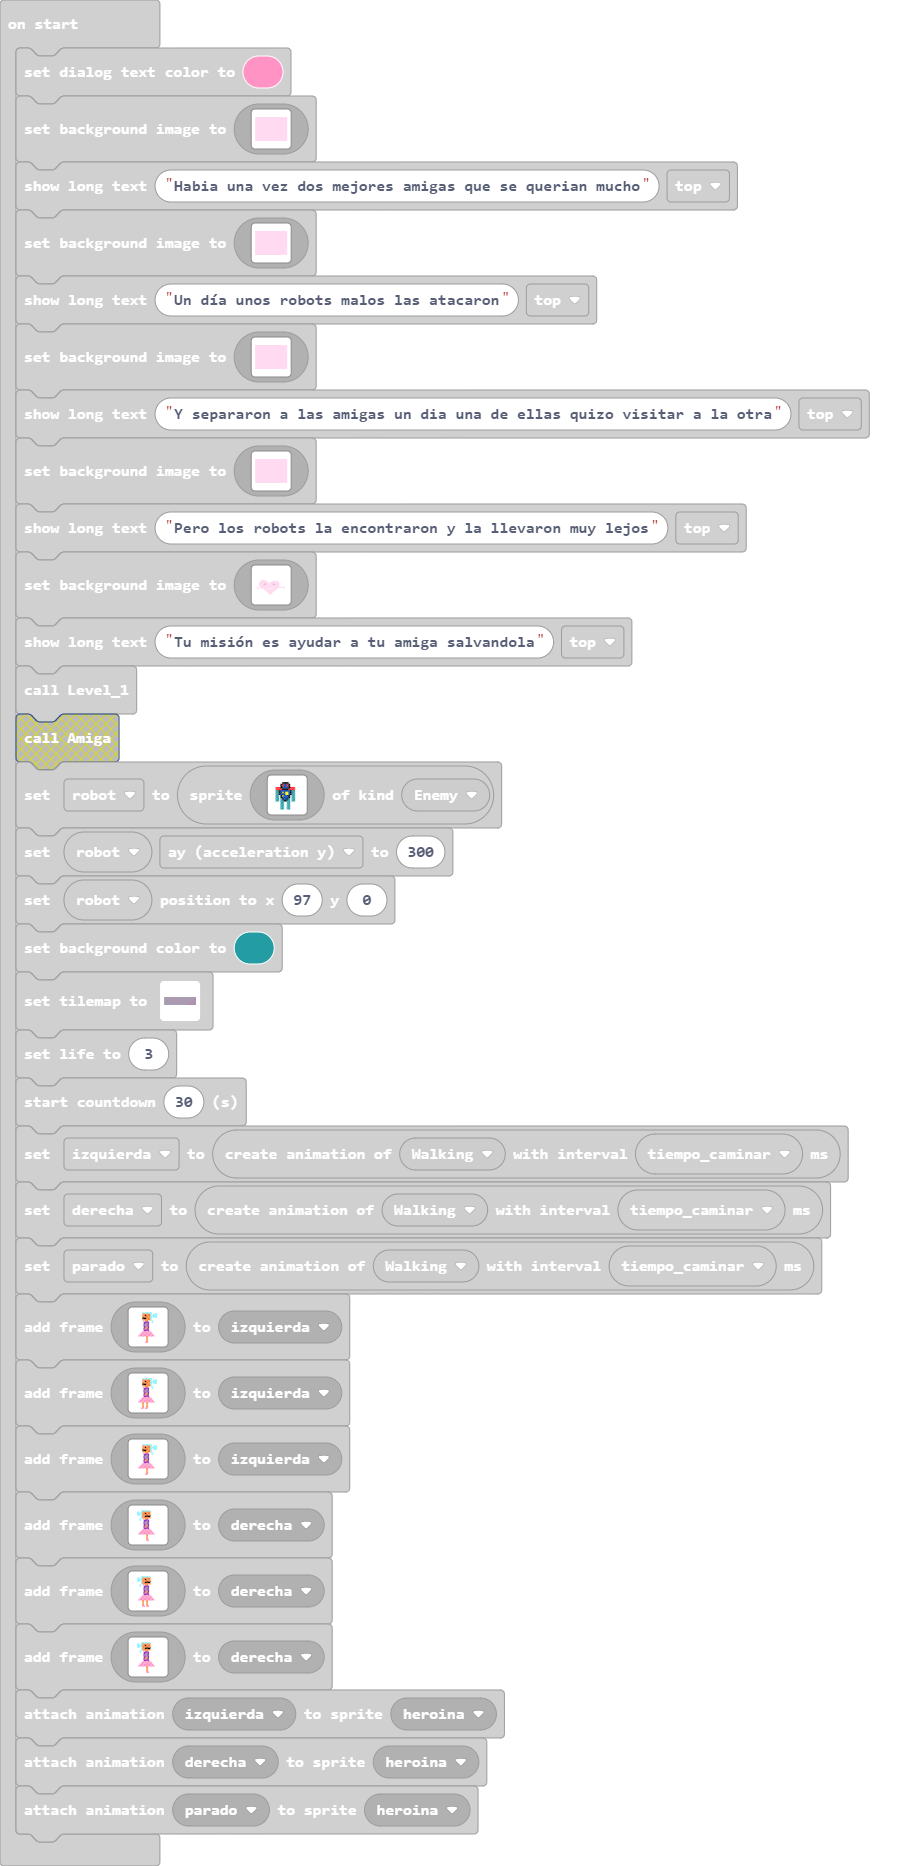 on start
set dialog text color to
set background image to
show long text "Habia una vez dos mejores amigas que se querian mucho" top
set background image to
show long text "Un día unos robots malos las atacaron" top
set background image to
show long text "Y separaron a las amigas un dia una de ellas quizo visitar a la otra" top
set background image to
show long text "Pero los robots la encontraron y la llevaron muy lejos" top
set background image to
show long text "Tu misión es ayudar a tu amiga salvandola" top
call Level_1
call Amiga
set robot to sprite of kind Enemy
set robot ay (acceleration y) to 300
set robot position to x 97 y 0
set background color to
set tilemap to
set life to 3
start countdown 30 (s)
set izquierda to create animation of Walking with interval tiempo_caminar ms
set derecha to create animation of Walking with interval tiempo_caminar ms
set parado to create animation of Walking with interval tiempo_caminar ms
add frame to izquierda
add frame to izquierda
add frame to izquierda
add frame to derecha
add frame to derecha
add frame to derecha
attach animation izquierda to sprite heroina
attach animation derecha to sprite heroina
attach animation parado to sprite heroina